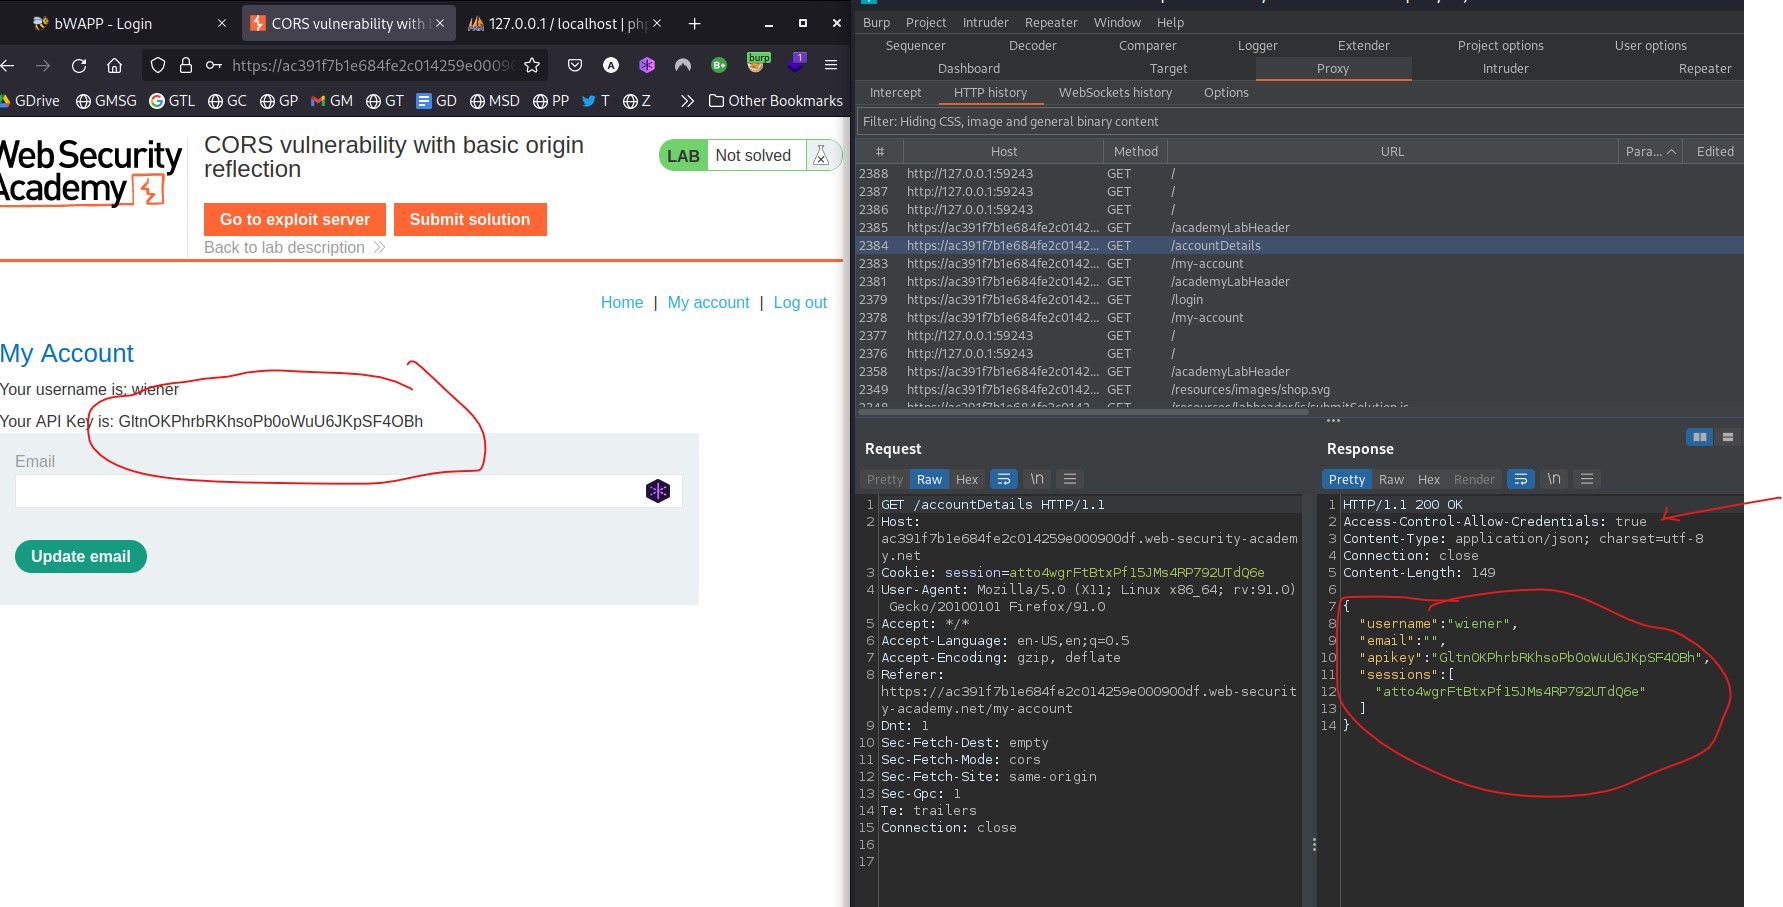 bWAPP - Login
CORS vulnerability with b
127.0.0.1 / localhost | php
https://ac391f7b1e684fe2c014259e0009
burp
1
GDrive GMSG GTL GC GP GM GT GD MSD PP T Z Other Bookmarks
Web Security
Academy
CORS vulnerability with basic origin
reflection
LAB Not solved
Go to exploit server
Submit solution
Back to lab description
Home | My account | Log out
My Account
Your username is: wiener
Your API Key is: GltnOKPhrbRKhsoPb0oWuU6JKpSF4OBh
Email
Update email
Burp Project Intruder Repeater Window Help
Sequencer Decoder Comparer Logger Extender Project options User options
Dashboard Target Proxy Intruder Repeater
Intercept HTTP history WebSockets history Options
Filter: Hiding CSS, image and general binary content
# Host Method URL Para... Edited
2388 http://127.0.0.1:59243 GET /
2387 http://127.0.0.1:59243 GET /
2386 http://127.0.0.1:59243 GET /
2385 https://ac391f7b1e684fe2c0142... GET /academyLabHeader
2384 https://ac391f7b1e684fe2c0142... GET /accountDetails
2383 https://ac391f7b1e684fe2c0142... GET /my-account
2381 https://ac391f7b1e684fe2c0142... GET /academyLabHeader
2379 https://ac391f7b1e684fe2c0142... GET /login
2378 https://ac391f7b1e684fe2c0142... GET /my-account
2377 http://127.0.0.1:59243 GET /
2376 http://127.0.0.1:59243 GET /
2358 https://ac391f7b1e684fe2c0142... GET /academyLabHeader
2349 https://ac391f7b1e684fe2c0142... GET /resources/images/shop.svg
2348 https://ac391f7b1e684fe2c0142... GET /resources/labheader/js/submitSolution.js
Request
Pretty Raw Hex \n
1 GET /accountDetails HTTP/1.1
2 Host:
ac391f7b1e684fe2c014259e000900df.web-security-academ
y.net
3 Cookie: session=atto4wgrFtBtxPf15JMs4RP792UTdQ6e
4 User-Agent: Mozilla/5.0 (X11; Linux x86_64; rv:91.0)
Gecko/20100101 Firefox/91.0
5 Accept: */*
6 Accept-Language: en-US,en;q=0.5
7 Accept-Encoding: gzip, deflate
8 Referer:
https://ac391f7b1e684fe2c014259e000900df.web-securit
y-academy.net/my-account
9 Dnt: 1
10 Sec-Fetch-Dest: empty
11 Sec-Fetch-Mode: cors
12 Sec-Fetch-Site: same-origin
13 Sec-Gpc: 1
14 Te: trailers
15 Connection: close
16
17
Response
Pretty Raw Hex Render \n
1 HTTP/1.1 200 OK
2 Access-Control-Allow-Credentials: true
3 Content-Type: application/json; charset=utf-8
4 Connection: close
5 Content-Length: 149
6
7 {
8 "username":"wiener",
9 "email":"",
10 "apikey":"GltnOKPhrbRKhsoPb0oWuU6JKpSF4OBh",
11 "sessions":[
12 "atto4wgrFtBtxPf15JMs4RP792UTdQ6e"
13 ]
14 }